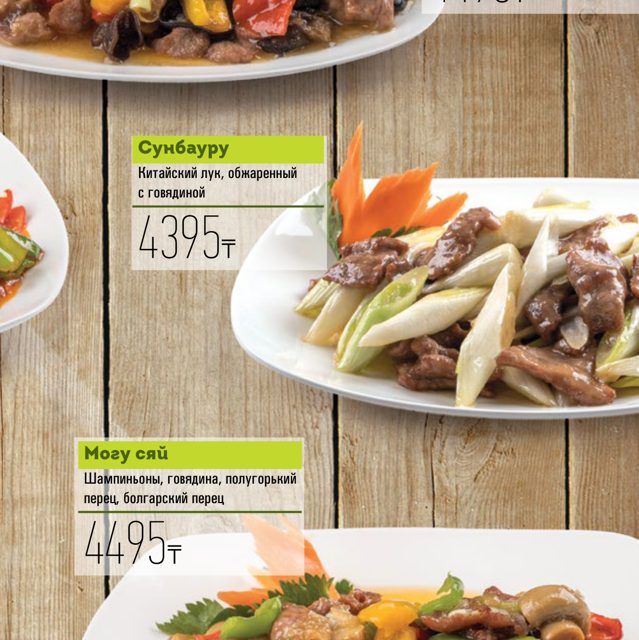 Сунбауру
Китайский лук, обжаренный
с говядиной
4395₸
Могу сяй
Шампиньоны, говядина, полугорький
перец, болгарский перец
4495₸